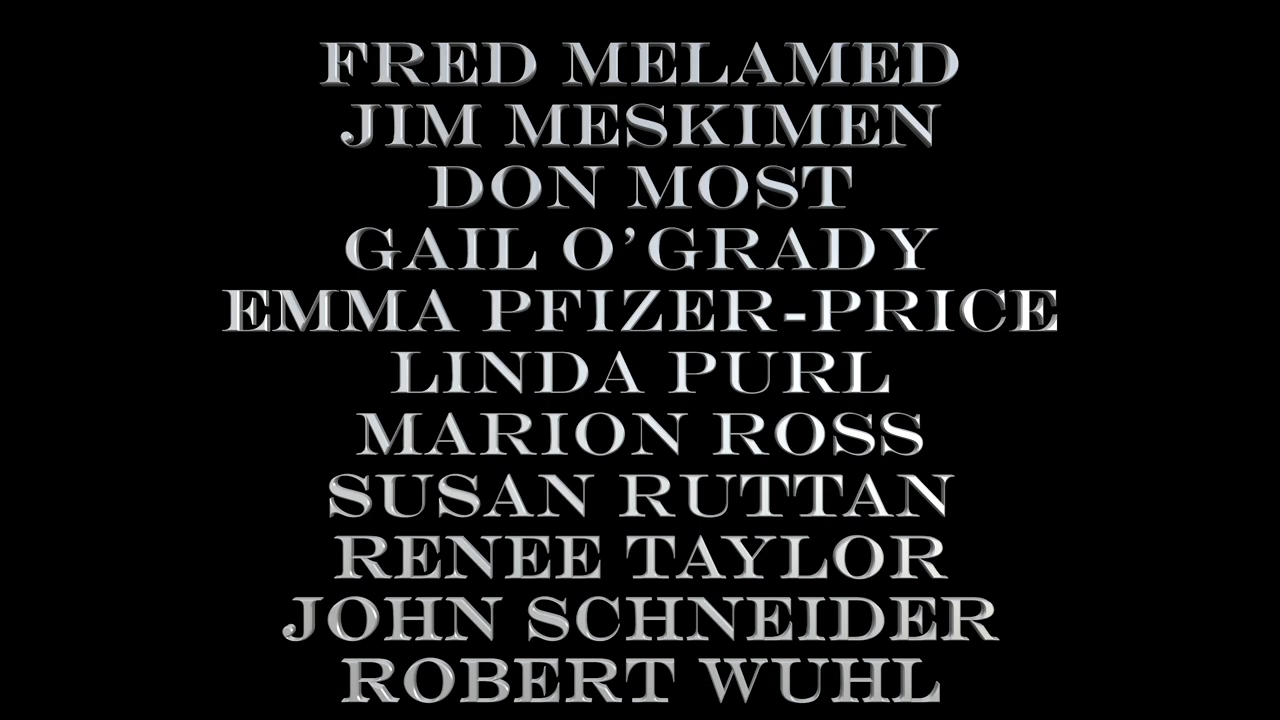 FRED MELAMED
JIM MESKIMEN
DON MOST
GAIL O’GRADY
EMMA PFIZER-PRICE
LINDA PURL
MARION ROSS
SUSAN RUTTAN
RENEE TAYLOR
JOHN SCHNEIDER
ROBERT WUHL